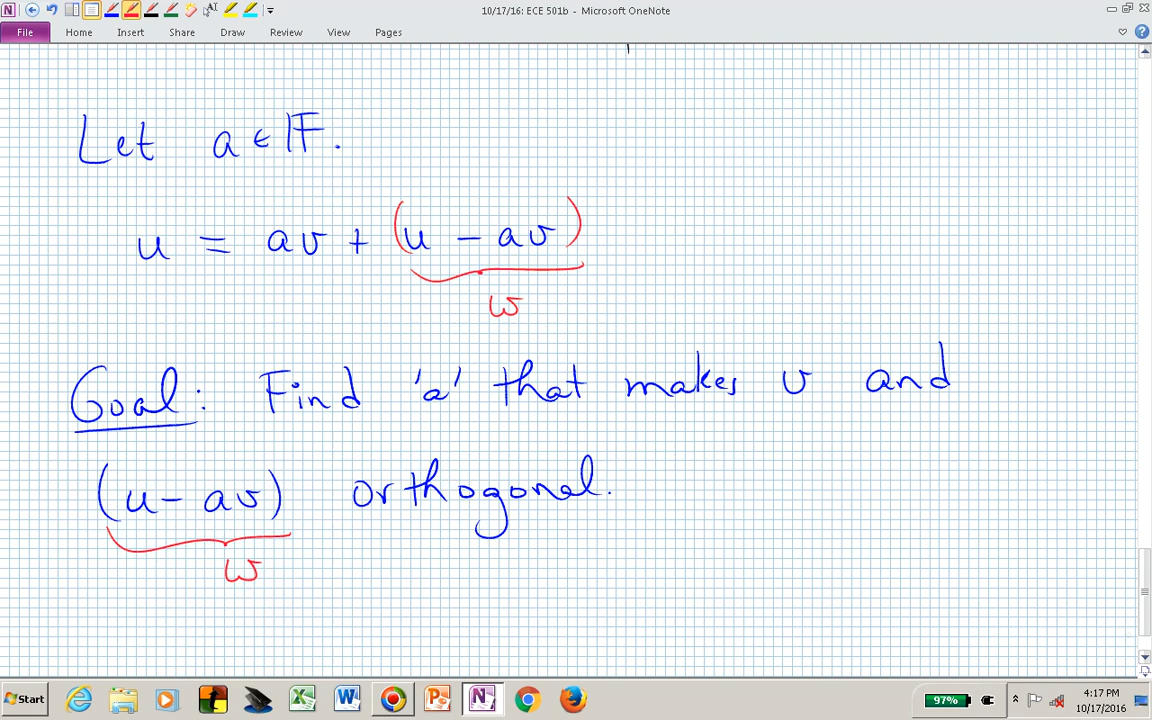 10/17/16: ECE 501b - Microsoft OneNote
File Home Insert Share Draw Review View Pages
Let a ∈ 𝔽.
u = av + (u - av)
w
Goal: Find 'a' that makes v and
(u - av) orthogonal.
w
Start
97%
4:17 PM
10/17/2016